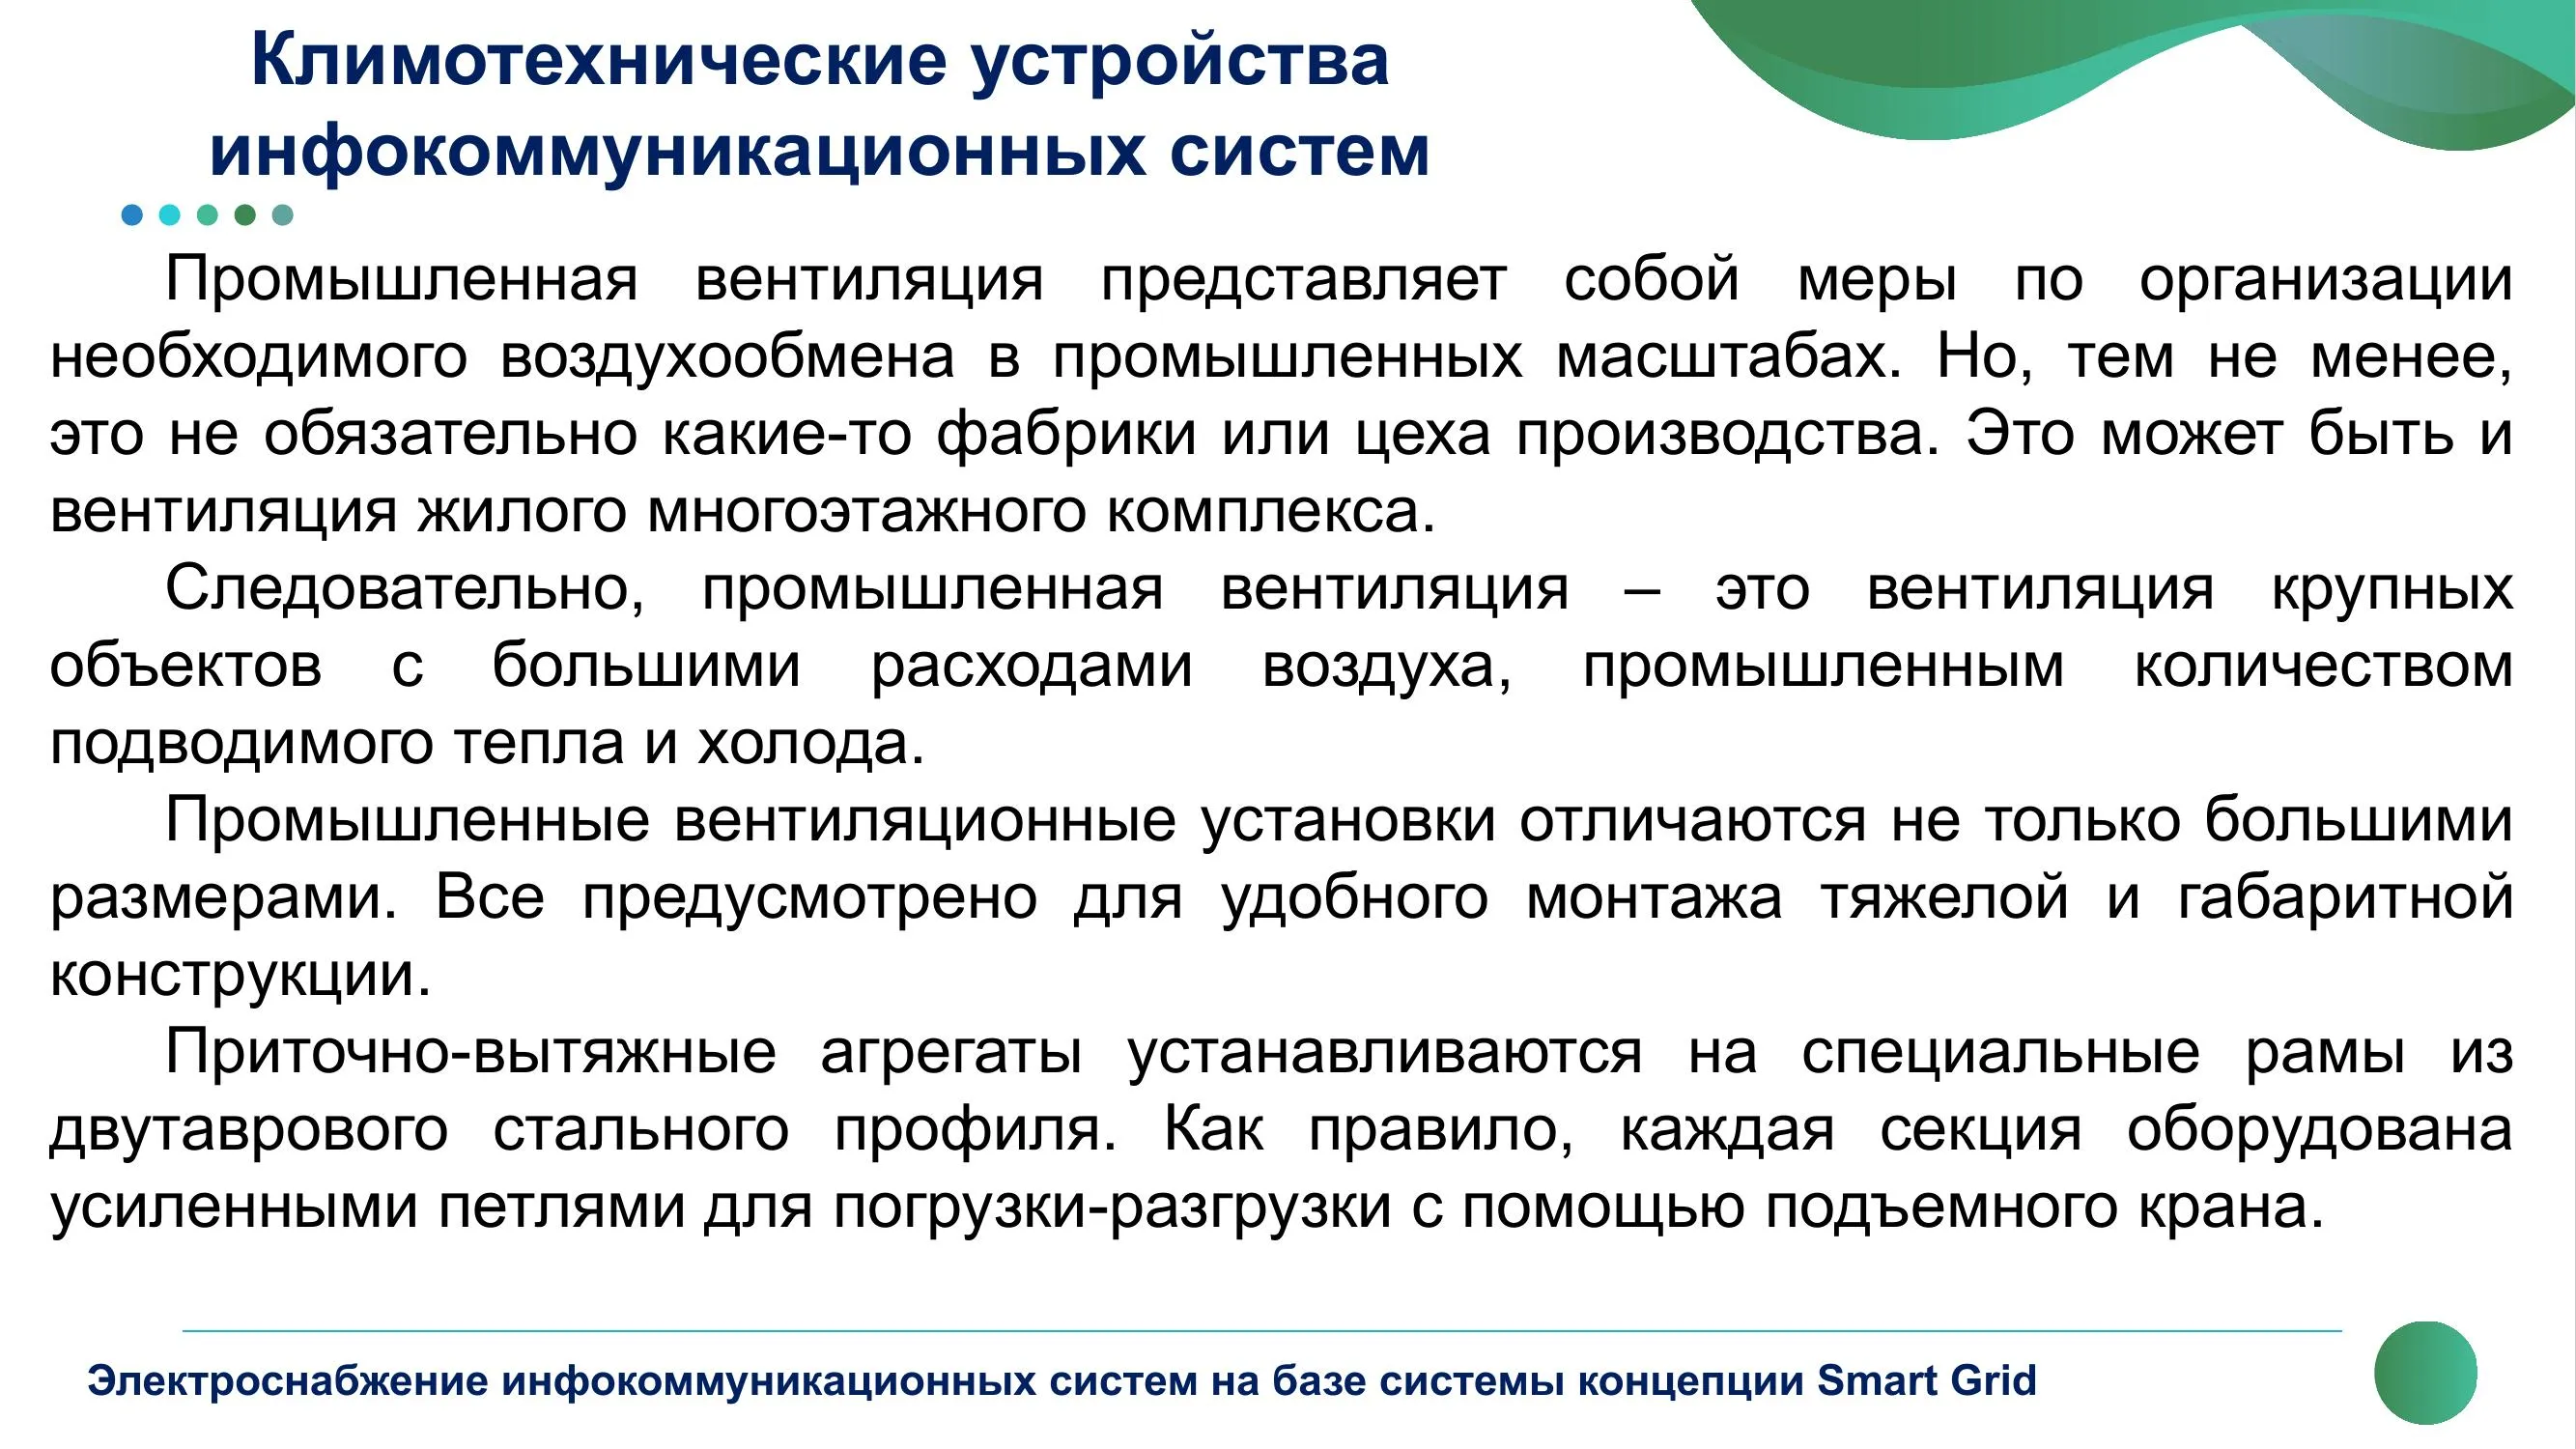 Климотехнические устройства
инфокоммуникационных систем
Промышленная вентиляция представляет собой меры по организации
необходимого воздухообмена в промышленных масштабах. Но, тем не менее,
это не обязательно какие-то фабрики или цеха производства. Это может быть и
вентиляция жилого многоэтажного комплекса.
Следовательно, промышленная вентиляция – это вентиляция крупных
объектов с большими расходами воздуха, промышленным количеством
подводимого тепла и холода.
Промышленные вентиляционные установки отличаются не только большими
размерами. Все предусмотрено для удобного монтажа тяжелой и габаритной
конструкции.
Приточно-вытяжные агрегаты устанавливаются на специальные рамы из
двутаврового стального профиля. Как правило, каждая секция оборудована
усиленными петлями для погрузки-разгрузки с помощью подъемного крана.
Электроснабжение инфокоммуникационных систем на базе системы концепции Smart Grid